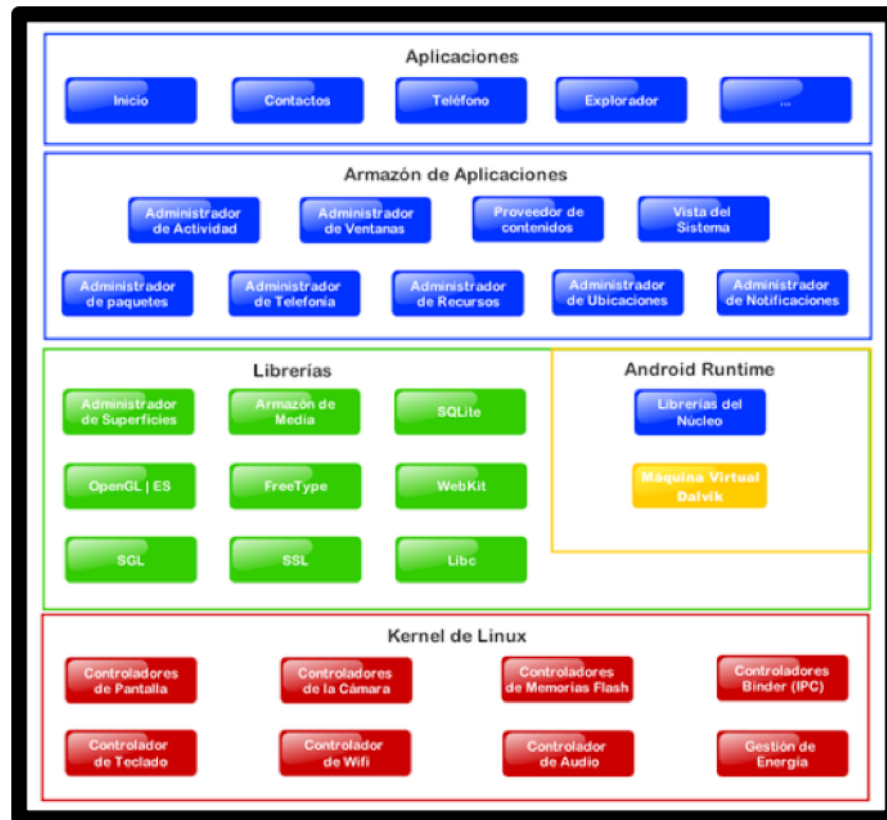 Aplicaciones
Inicio
Contactos
Teléfono
Explorador
...
Armazón de Aplicaciones
Administrador
de Actividad
Administrador
de Ventanas
Proveedor de
contenidos
Vista del
Sistema
Administrador
de paquetes
Administrador
de Telefonía
Administrador
de Recursos
Administrador
de Ubicaciones
Administrador
de Notificaciones
Librerías
Administrador
de Superficies
Armazón de
Media
SQLite
OpenGL | ES
FreeType
WebKit
SGL
SSL
Libc
Android Runtime
Librerías del
Núcleo
Máquina Virtual
Dalvik
Kernel de Linux
Controladores
de Pantalla
Controladores
de la Cámara
Controladores
de Memorias Flash
Controladores
Binder (IPC)
Controlador
de Teclado
Controlador
de Wifi
Controlador
de Audio
Gestión de
Energía